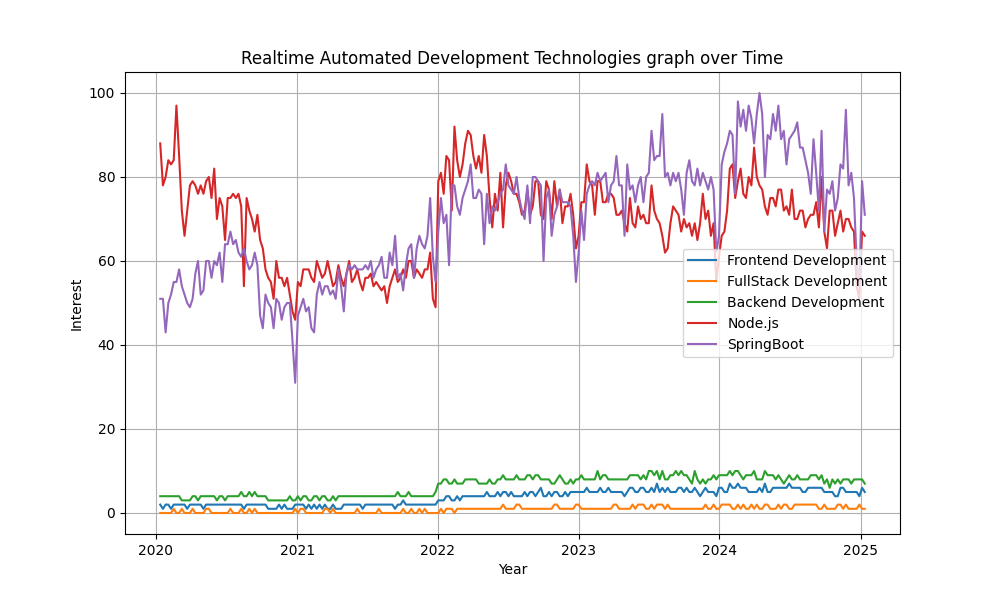 Realtime Automated Development Technologies graph over Time
100
80
60
40
20
0
Interest
Frontend Development
FullStack Development
Backend Development
Node.js
SpringBoot
2020 2021 2022 2023 2024 2025
Year